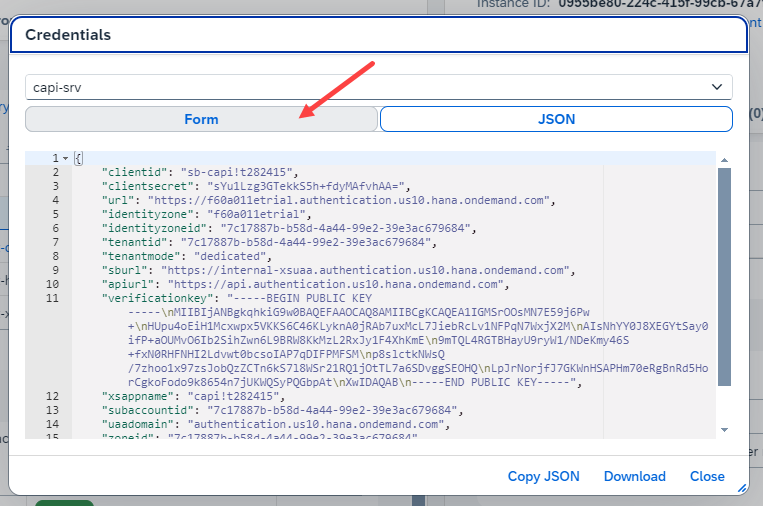 Instance ID: 0955be80-224c-415f-99cb-67a7
Credentials
capi-srv
Form
JSON
1 {
2 "clientid": "sb-capi!t282415",
3 "clientsecret": "sYu1Lzg3GTekkS5h+fdyMAfvhAA=",
4 "url": "https://f60a011etrial.authentication.us10.hana.ondemand.com",
5 "identityzone": "f60a011etrial",
6 "identityzoneid": "7c17887b-b58d-4a44-99e2-39e3ac679684",
7 "tenantid": "7c17887b-b58d-4a44-99e2-39e3ac679684",
8 "tenantmode": "dedicated",
9 "sburl": "https://internal-xsuaa.authentication.us10.hana.ondemand.com",
10 "apiurl": "https://api.authentication.us10.hana.ondemand.com",
11 "verificationkey": "-----BEGIN PUBLIC KEY
-----\nMIIBIjANBgkqhkiG9w0BAQEFAAOCAQ8AMIIBCgKCAQEA1IGMSrOOsMN7E59j6Pw
+\nHUpu4oEiH1Mcxwpx5VKKS6C46KLyknA0jRAb7uxMcL7JiebRcLv1NFPqN7WxjX2M\nAIsNhYY0J8XEGYtSay0
ifP+aOUMvO6Ib2SihZwn6L9BRW8KkMzL2RxJy1F4XhKmE\n9mTQL4RGTBHayU9ryW1/NDeKmy46S
+fxN0RHFNHI2Ldvwt0bcsoIAP7qDIFPMFSM\np8s1ctkNWsQ
/7zhoo1x97zsJobQzZCTn6kS7l8WSr21RQ1jOtTL7a6SDvggSEOHQ\nLpJrNorjfJ7GKWnHSAPHm70eRgBnRd5Ho
rCgkoFodo9k8654n7jUKWQSyPQGbpAt\nXwIDAQAB\n-----END PUBLIC KEY-----",
12 "xsappname": "capi!t282415",
13 "subaccountid": "7c17887b-b58d-4a44-99e2-39e3ac679684",
14 "uaadomain": "authentication.us10.hana.ondemand.com",
15 "zoneid": "7c17887b-b58d-4a44-99e2-39e3ac679684"
Copy JSON
Download
Close